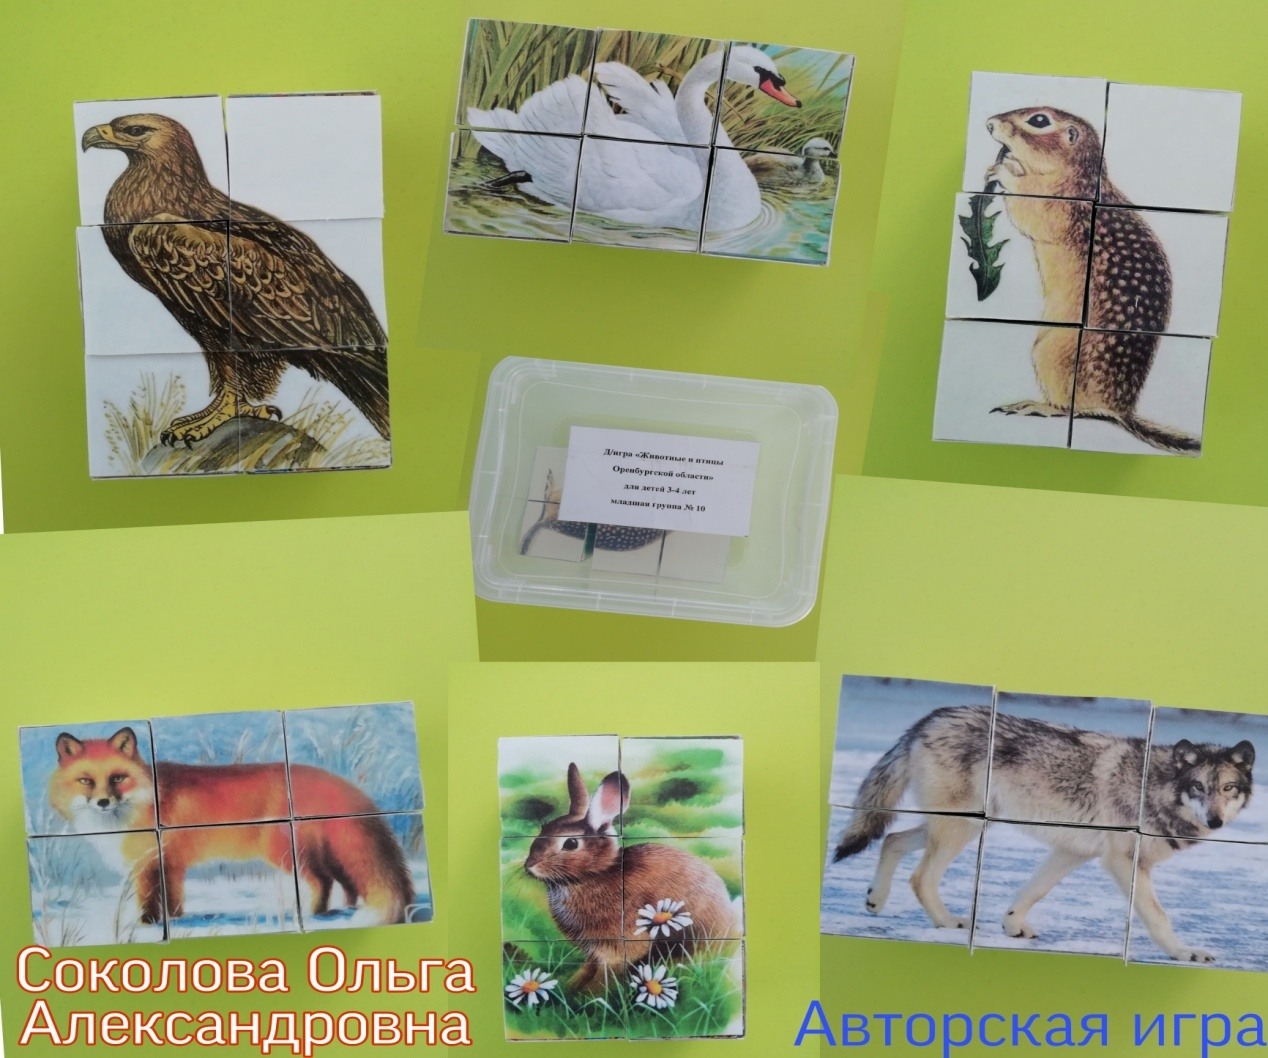 Д/игра «Животные и птицы
Оренбургской области»
для детей 3-4 лет
младшая группа № 10
Соколова Ольга
Александровна
Авторская игра